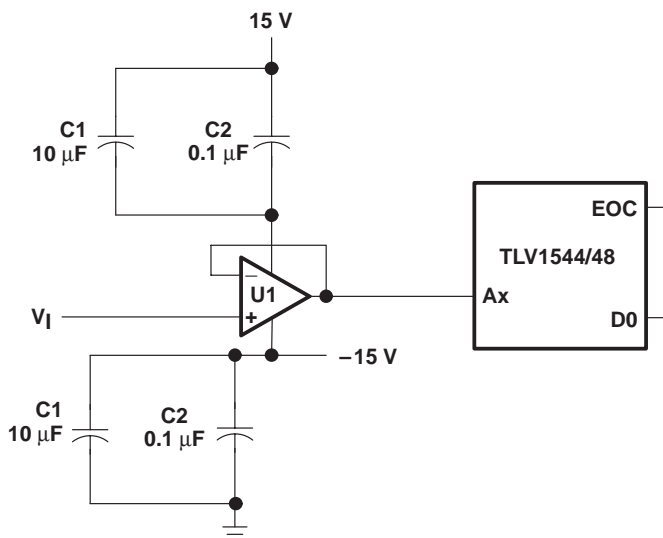 15 V
C1
10 μF
C2
0.1 μF
EOC
TLV1544/48
−
U1
+
Ax
VI
D0
−15 V
C1
10 μF
C2
0.1 μF